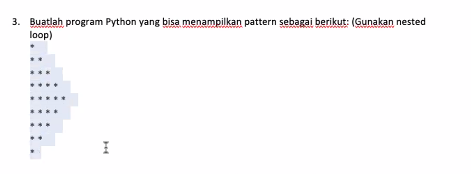 3. Buatlah program Python yang bisa menampilkan pattern sebagai berikut: (Gunakan nested
loop)
*
* *
* * *
* * * *
* * * * *
* * * *
* * *
* *
*